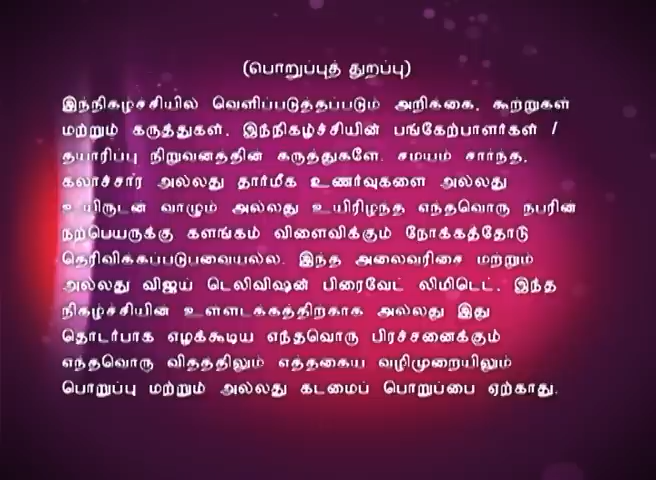 (பொறுப்புத் துறப்பு)
இந்நிகழ்ச்சியில் வெளிப்படுத்தப்படும் அறிக்கை, கூற்றுகள்
மற்றும் கருத்துகள், இந்நிகழ்ச்சியின் பங்கேற்பாளர்கள் /
தயாரிப்பு நிறுவனத்தின் கருத்துகளே. சமயம் சார்ந்த,
கலாச்சார அல்லது தார்மீக உணர்வுகளை அல்லது
உயிருடன் வாழும் அல்லது உயிரிழந்த எந்தவொரு நபரின்
நற்பெயருக்கு களங்கம் விளைவிக்கும் நோக்கத்தோடு
தெரிவிக்கப்படுபவையல்ல. இந்த அலைவரிசை மற்றும்
அல்லது விஜய் டெலிவிஷன் பிரைவேட் லிமிடெட், இந்த
நிகழ்ச்சியின் உள்ளடக்கத்திற்காக அல்லது இது
தொடர்பாக எழக்கூடிய எந்தவொரு பிரச்சனைக்கும்
எந்தவொரு விதத்திலும் எத்தகைய வழிமுறையிலும்
பொறுப்பு மற்றும் அல்லது கடமைப் பொறுப்பை ஏற்காது.